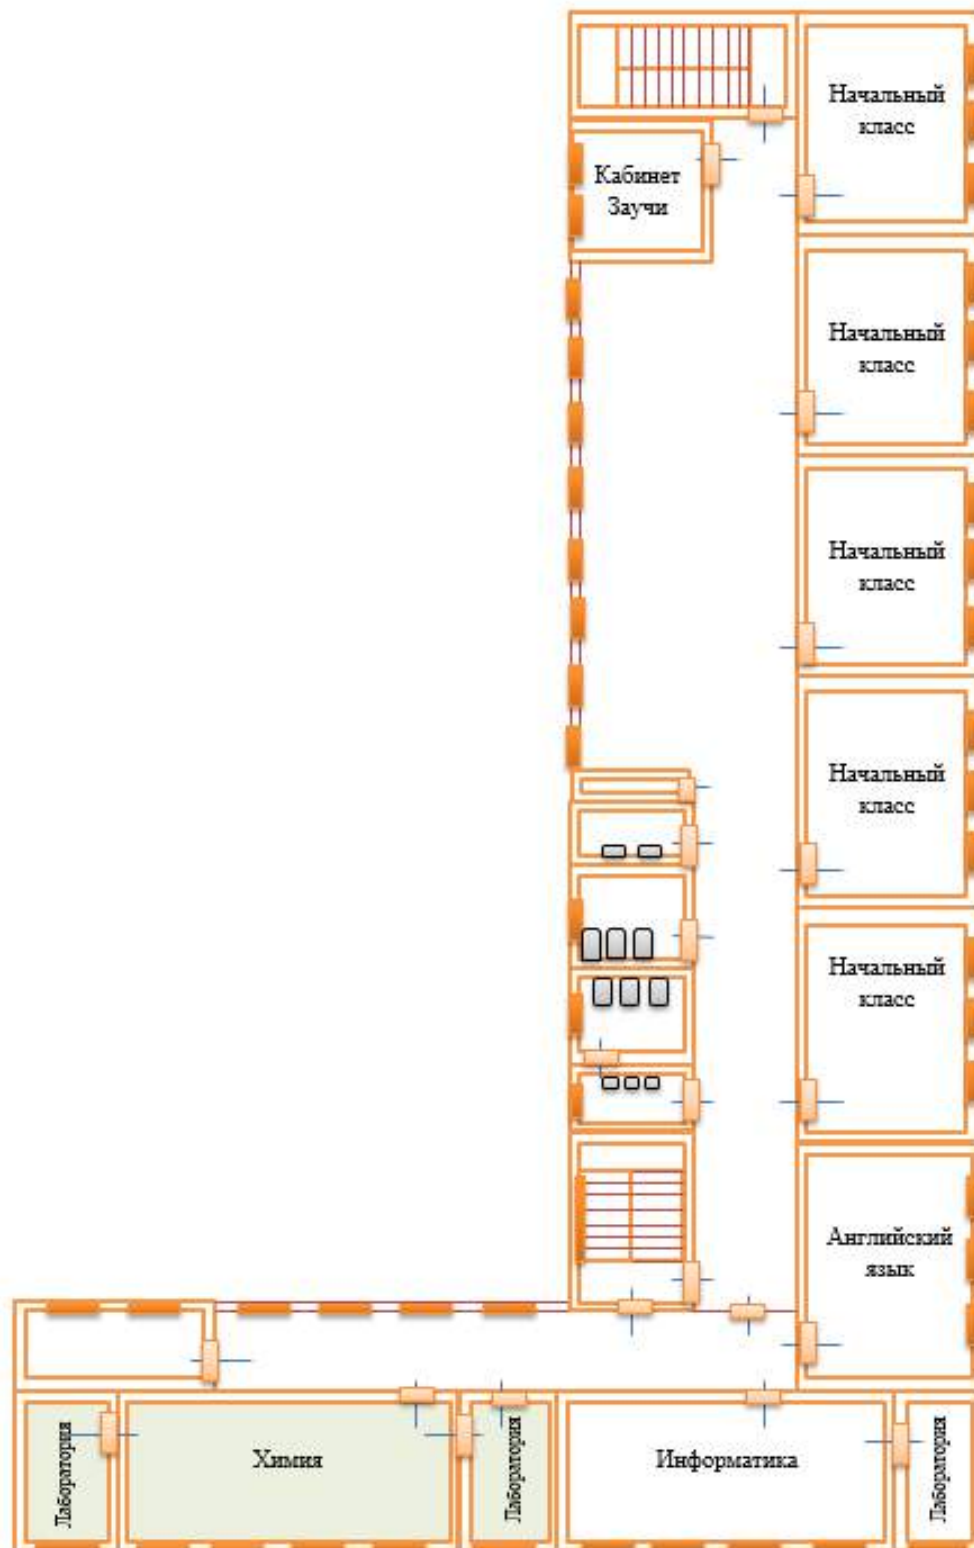 Начальный
класс
Кабинет
Заучи
Начальный
класс
Начальный
класс
Начальный
класс
Начальный
класс
Английский
язык
Лаборатория
Химия
Лаборатория
Информатика
Лаборатория